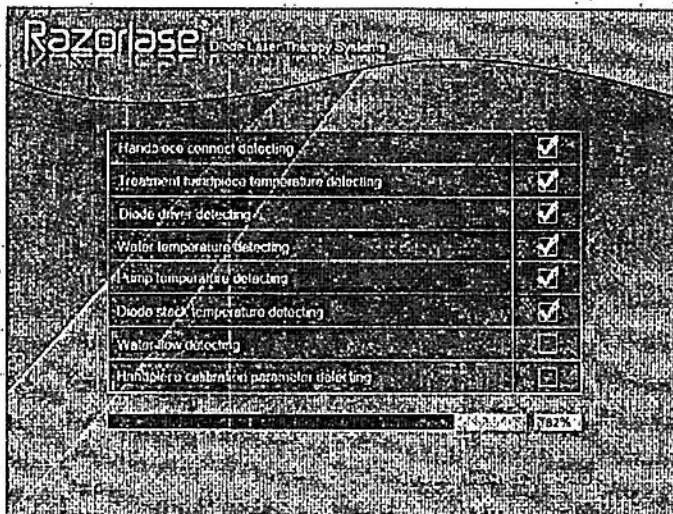 Razorlase
Diode Laser Therapy Systems
Handpiece connect detecting
Treatment handpiece temperature detecting
Diode driver detecting
Water temperature detecting
Pump temperature detecting
Diode stack temperature detecting
Water flow detecting
Handpiece calibration parameter detecting
82%